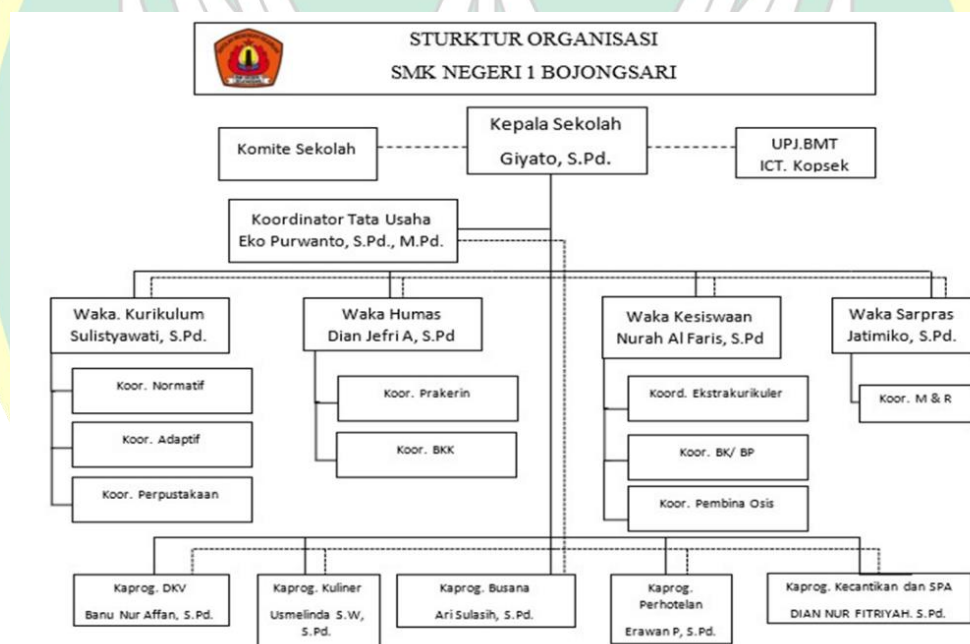 STURKTUR ORGANISASI
SMK NEGERI 1 BOJONGSARI
Kepala Sekolah
Giyato, S.Pd.
Komite Sekolah
UPJ.BMT
ICT. Kopsek
Koordinator Tata Usaha
Eko Purwanto, S.Pd., M.Pd.
Waka. Kurikulum
Sulistyawati, S.Pd.
Waka Humas
Dian Jefri A, S.Pd
Waka Kesiswaan
Nurah Al Faris, S.Pd
Waka Sarpras
Jatimiko, S.Pd.
Koor. Normatif
Koor. Adaptif
Koor. Perpustakaan
Koor. Prakerin
Koor. BKK
Koord. Ekstrakurikuler
Koor. BK/ BP
Koor. Pembina Osis
Koor. M & R
Kaprog. DKV
Banu Nur Affan, S.Pd.
Kaprog. Kuliner
Usmelinda S.W,
S.Pd.
Kaprog. Busana
Ari Sulasih, S.Pd.
Kaprog.
Perhotelan
Erawan P, S.Pd.
Kaprog. Kecantikan dan SPA
DIAN NUR FITRIYAH. S.Pd.